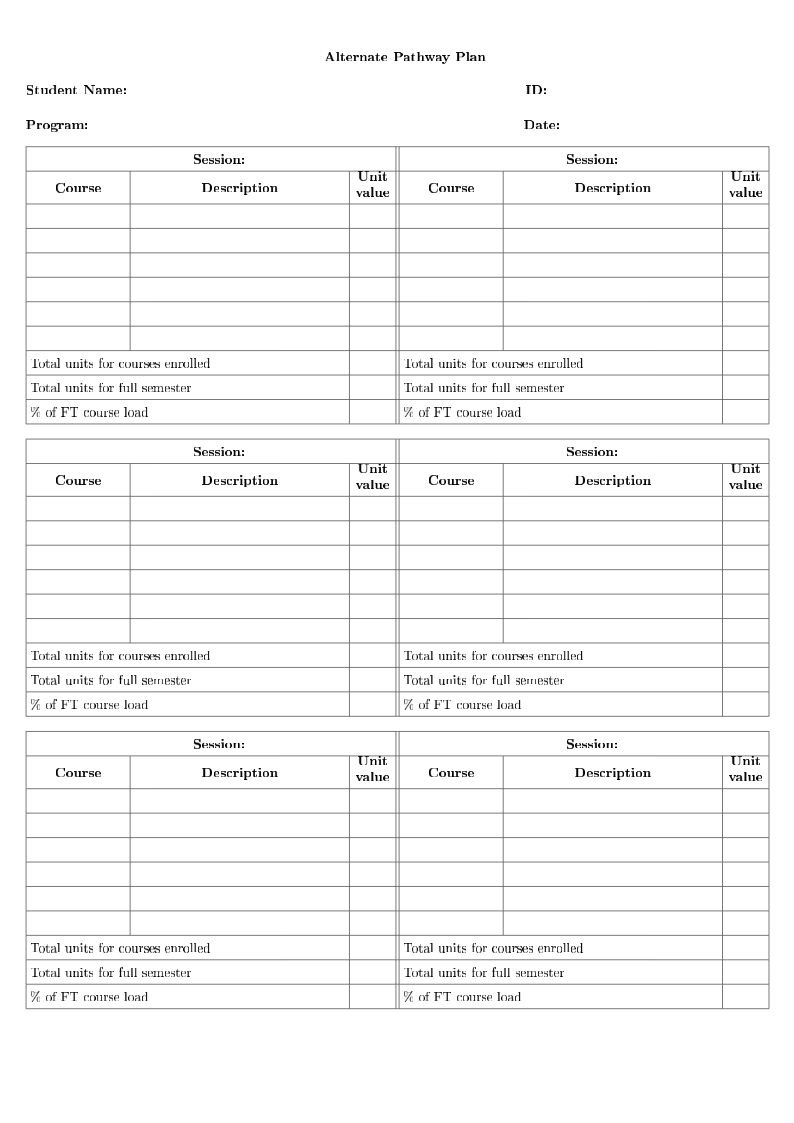 Alternate Pathway Plan
Student Name: ID:
Program: Date:
Session: Session:
Course Description Unit value Course Description Unit value
Total units for courses enrolled Total units for courses enrolled
Total units for full semester Total units for full semester
% of FT course load % of FT course load
Session: Session:
Course Description Unit value Course Description Unit value
Total units for courses enrolled Total units for courses enrolled
Total units for full semester Total units for full semester
% of FT course load % of FT course load
Session: Session:
Course Description Unit value Course Description Unit value
Total units for courses enrolled Total units for courses enrolled
Total units for full semester Total units for full semester
% of FT course load % of FT course load